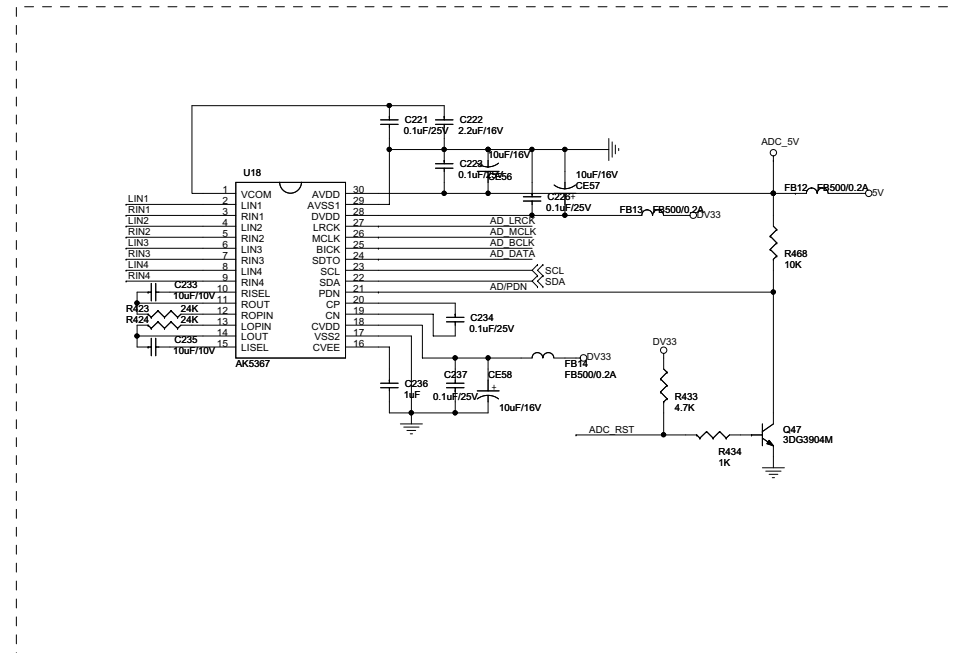 C221
0.1uF/25V
C222
2.2uF/16V
C223
0.1uF/25V
10uF/16V
CE56
10uF/16V
CE57
C226
0.1uF/25V
+
ADC_5V
FB12
FB500/0.2A
5V
FB13
FB500/0.2A
DV33
U18
LIN1
RIN1
LIN2
RIN2
LIN3
RIN3
LIN4
RIN4
1 VCOM AVDD 30
2 LIN1 AVSS1 29
3 RIN1 DVDD 28
4 LIN2 LRCK 27
5 RIN2 MCLK 26
6 LIN3 BICK 25
7 RIN3 SDTO 24
8 LIN4 SCL 23
9 RIN4 SDA 22
10 RISEL PDN 21
11 ROUT CP 20
12 ROPIN CN 19
13 LOPIN CVDD 18
14 LOUT VSS2 17
15 LISEL CVEE 16
AK5367
AD_LRCK
AD_MCLK
AD_BCLK
AD_DATA
SCL
SDA
AD/PDN
C233
10uF/10V
R423 24K
R424 24K
C235
10uF/10V
C234
0.1uF/25V
R468
10K
C236
1uF
C237
0.1uF/25V
CE58
+
10uF/16V
DV33
FB14
FB500/0.2A
DV33
R433
4.7K
ADC_RST
R434
1K
Q47
3DG3904M